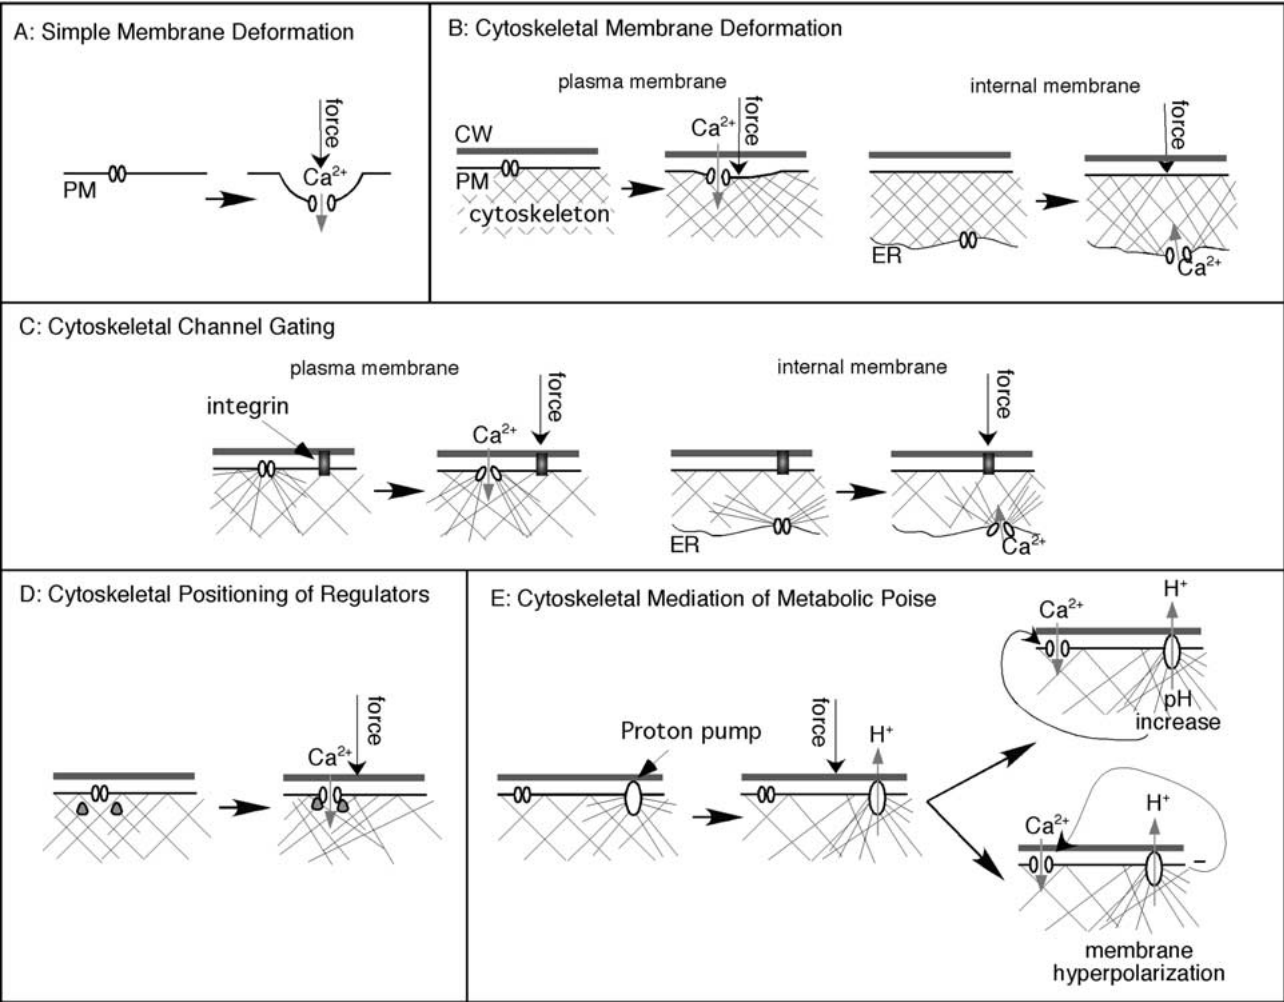 A: Simple Membrane Deformation
force
Ca2+
PM
B: Cytoskeletal Membrane Deformation
plasma membrane
internal membrane
CW
PM
cytoskeleton
Ca2+
force
ER
force
Ca2+
C: Cytoskeletal Channel Gating
plasma membrane
internal membrane
integrin
Ca2+
force
ER
force
Ca2+
D: Cytoskeletal Positioning of Regulators
Ca2+
force
E: Cytoskeletal Mediation of Metabolic Poise
Proton pump
force
H+
Ca2+
H+
pH
increase
Ca2+
H+
–
membrane
hyperpolarization